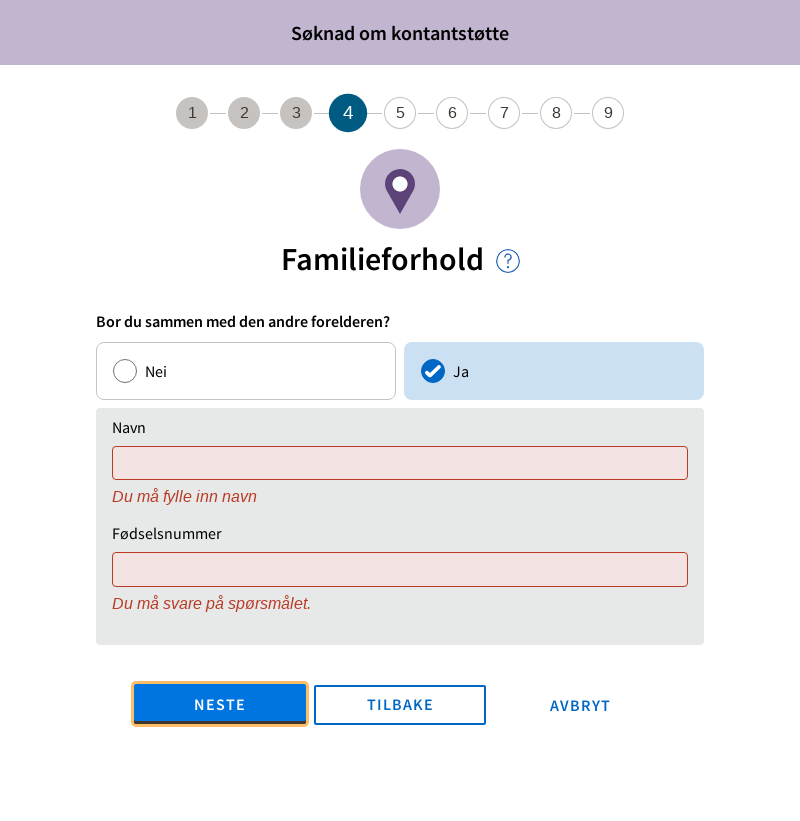 Søknad om kontantstøtte
1 2 3 4 5 6 7 8 9
Familieforhold ?
Bor du sammen med den andre forelderen?
Nei Ja
Navn
Du må fylle inn navn
Fødselsnummer
Du må svare på spørsmålet.
NESTE TILBAKE AVBRYT